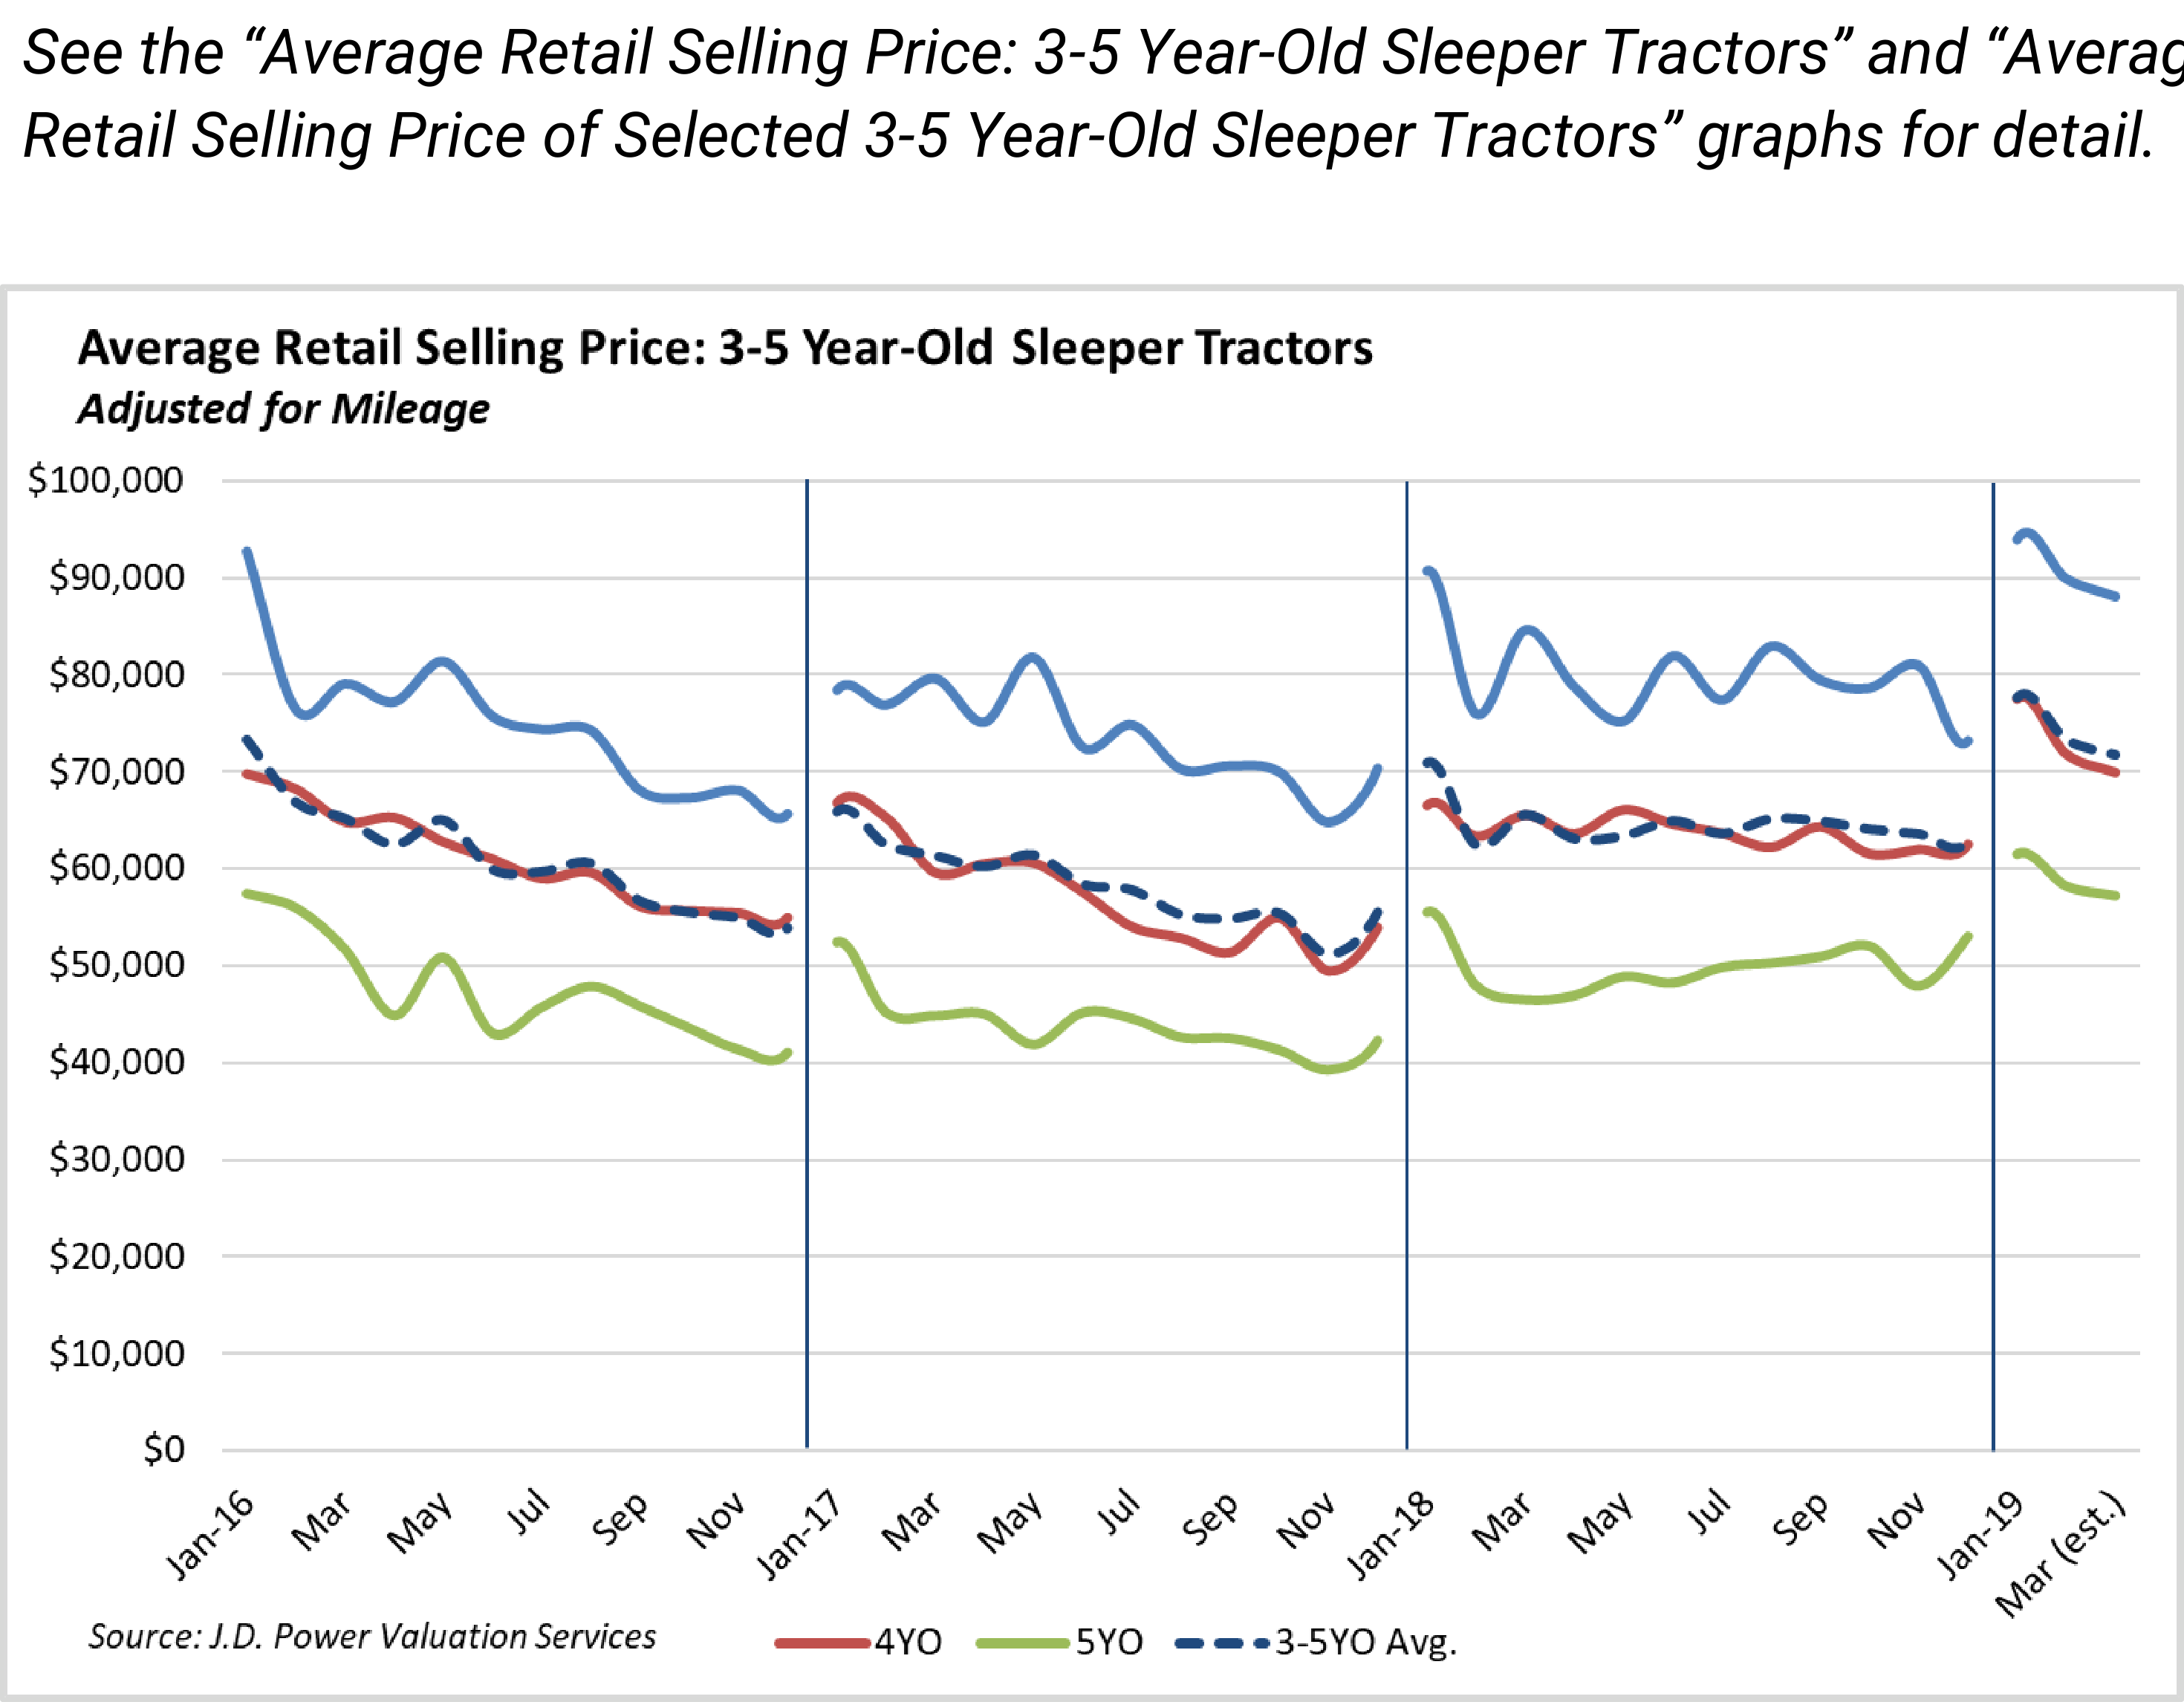 See the “Average Retail Selling Price: 3-5 Year-Old Sleeper Tractors” and “Averag
Retail Selling Price of Selected 3-5 Year-Old Sleeper Tractors” graphs for detail.
Average Retail Selling Price: 3-5 Year-Old Sleeper Tractors
Adjusted for Mileage
$100,000
$90,000
$80,000
$70,000
$60,000
$50,000
$40,000
$30,000
$20,000
$10,000
$0
Jan-16 Mar May Jul Sep Nov Jan-17 Mar May Jul Sep Nov Jan-18 Mar May Jul Sep Nov Jan-19 Mar (est.)
Source: J.D. Power Valuation Services 4YO 5YO 3-5YO Avg.